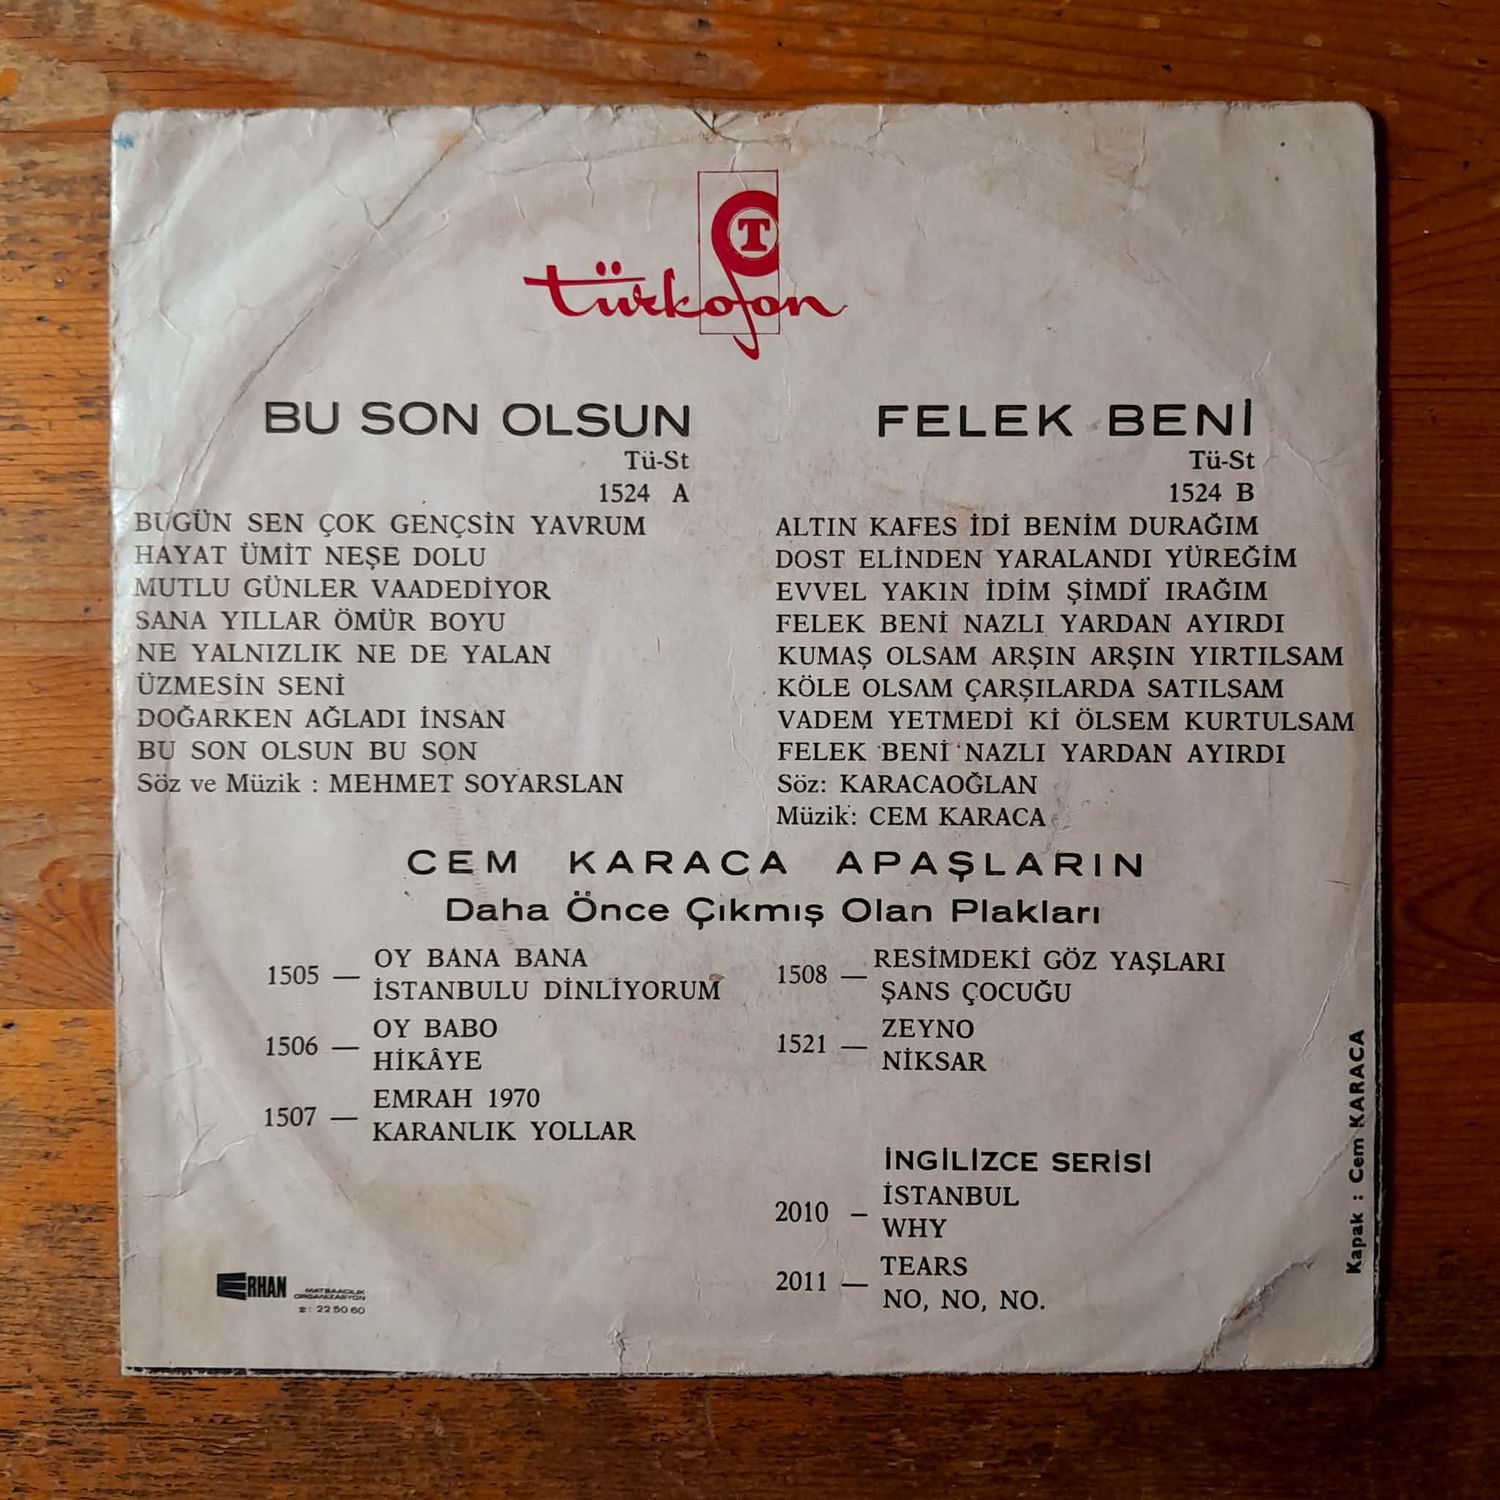 T
türkofon
BU SON OLSUN
Tü-St
1524 A
BUGÜN SEN ÇOK GENÇSİN YAVRUM
HAYAT ÜMİT NEŞE DOLU
MUTLU GÜNLER VAADEDİYOR
SANA YILLAR ÖMÜR BOYU
NE YALNIZLIK NE DE YALAN
ÜZMESİN SENİ
DOĞARKEN AĞLADI İNSAN
BU SON OLSUN BU SON
Söz ve Müzik : MEHMET SOYARSLAN
FELEK BENİ
Tü-St
1524 B
ALTIN KAFES İDİ BENİM DURAĞIM
DOST ELİNDEN YARALANDI YÜREĞİM
EVVEL YAKIN İDİM ŞİMDİ IRAĞIM
FELEK BENİ NAZLI YARDAN AYIRDI
KUMAŞ OLSAM ARŞIN ARŞIN YIRTILSAM
KÖLE OLSAM ÇARŞILARDA SATILSAM
VADEM YETMEDİ Kİ ÖLSEM KURTULSAM
FELEK BENİ NAZLI YARDAN AYIRDI
Söz: KARACAOĞLAN
Müzik: CEM KARACA
CEM KARACA APAŞLARIN
Daha Önce Çıkmış Olan Plakları
1505 — OY BANA BANA
İSTANBULU DİNLİYORUM
1506 — OY BABO
HİKÂYE
1507 — EMRAH 1970
KARANLIK YOLLAR
1508 — RESİMDEKİ GÖZ YAŞLARI
ŞANS ÇOCUĞU
1521 — ZEYNO
NİKSAR
İNGİLİZCE SERİSİ
2010 — İSTANBUL
WHY
2011 — TEARS
NO, NO, NO.
Kapak : Cem KARACA
ERHAN
MATBAACILIK
ORGANİZASYON
☎: 22 50 60